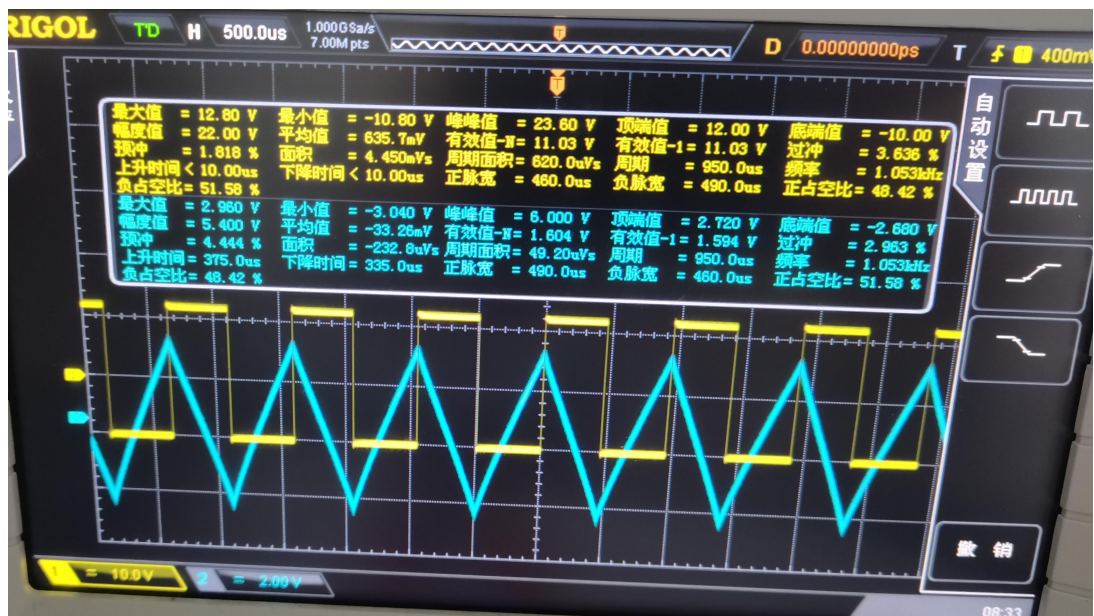 RIGOL T'D H 500.0us 1.000GSa/s 7.00M pts T D 0.00000000ps T 1 400mV
T
自动设置
最大值 = 12.80 V 最小值 = -10.80 V 峰峰值 = 23.60 V 顶端值 = 12.00 V 底端值 = -10.00 V
幅度值 = 22.00 V 平均值 = 635.7mV 有效值-N= 11.03 V 有效值-1= 11.03 V 过冲 = 3.636 %
预冲 = 1.818 % 面积 = 4.450mVs 周期面积= 620.0uVs 周期 = 950.0us 频率 = 1.053kHz
上升时间 < 10.00us 下降时间 < 10.00us 正脉宽 = 460.0us 负脉宽 = 490.0us 正占空比= 48.42 %
负占空比= 51.58 %
最大值 = 2.960 V 最小值 = -3.040 V 峰峰值 = 6.000 V 顶端值 = 2.720 V 底端值 = -2.680 V
幅度值 = 5.400 V 平均值 = -33.26mV 有效值-N= 1.604 V 有效值-1= 1.594 V 过冲 = 2.963 %
预冲 = 4.444 % 面积 = -232.8uVs 周期面积= 49.20uVs 周期 = 950.0us 频率 = 1.053kHz
上升时间= 375.0us 下降时间= 335.0us 正脉宽 = 490.0us 负脉宽 = 460.0us 正占空比= 51.58 %
负占空比= 48.42 %
撤 销
1 = 10.0V 2 = 2.00 V
08:33